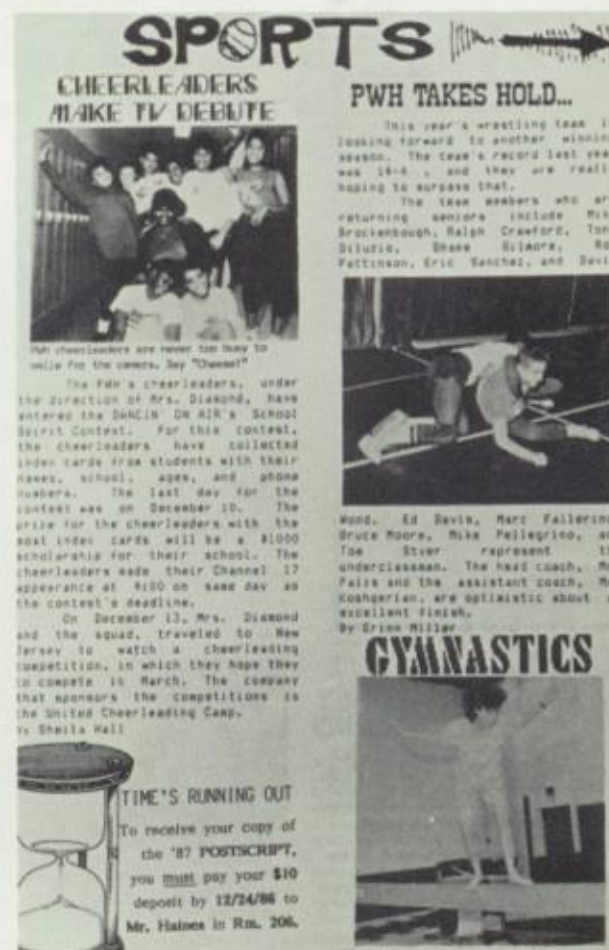 SPORTS
CHEERLEADERS
MAKE TV DEBUTE
PWH cheerleaders are never too busy to
smile for the camera. Say "Cheese!"
The PWH's cheerleaders, under
the direction of Mrs. Diamond, have
entered the DANCIN' ON AIR's School
Spirit Contest. For this contest,
the cheerleaders have collected
index cards from students with their
names, school, ages, and phone
numbers. The last day for the
contest was on December 10. The
prize for the cheerleaders with the
most index cards will be a $1000
scholarship for their school. The
cheerleaders made their Channel 17
appearance at 4:00 on same day as
the contest's deadline.
On December 13, Mrs. Diamond
and the squad, traveled to New
Jersey to watch a cheerleading
competition, in which they hope they
to compete in March. The company
that sponsors the competitions is
the United Cheerleading Camp.
by Sheila Hall
TIME'S RUNNING OUT
To receive your copy of
the '87 POSTSCRIPT,
you must pay your $10
deposit by 12/24/86 to
Mr. Haines in Rm. 206.
PWH TAKES HOLD...
This year's wrestling team
looking forward to another winning
season. The team's record last year
was 14-4 , and they are
hoping to surpass that.
The team members who
returning seniors include
Brockenbough, Ralph Crawford,
Diluzio, Shane Gilmore,
Pattinson, Eric Sanchez, and
Wood. Ed Davis, Marc
Bruce Moore, Mike Pellegrino,
Tom Stver represent
underclassmen. The head coach,
Pairs and the assistant coach,
Koshgerian, are optimistic about
excellent finish.
By Erinn Miller
GYMNASTICS